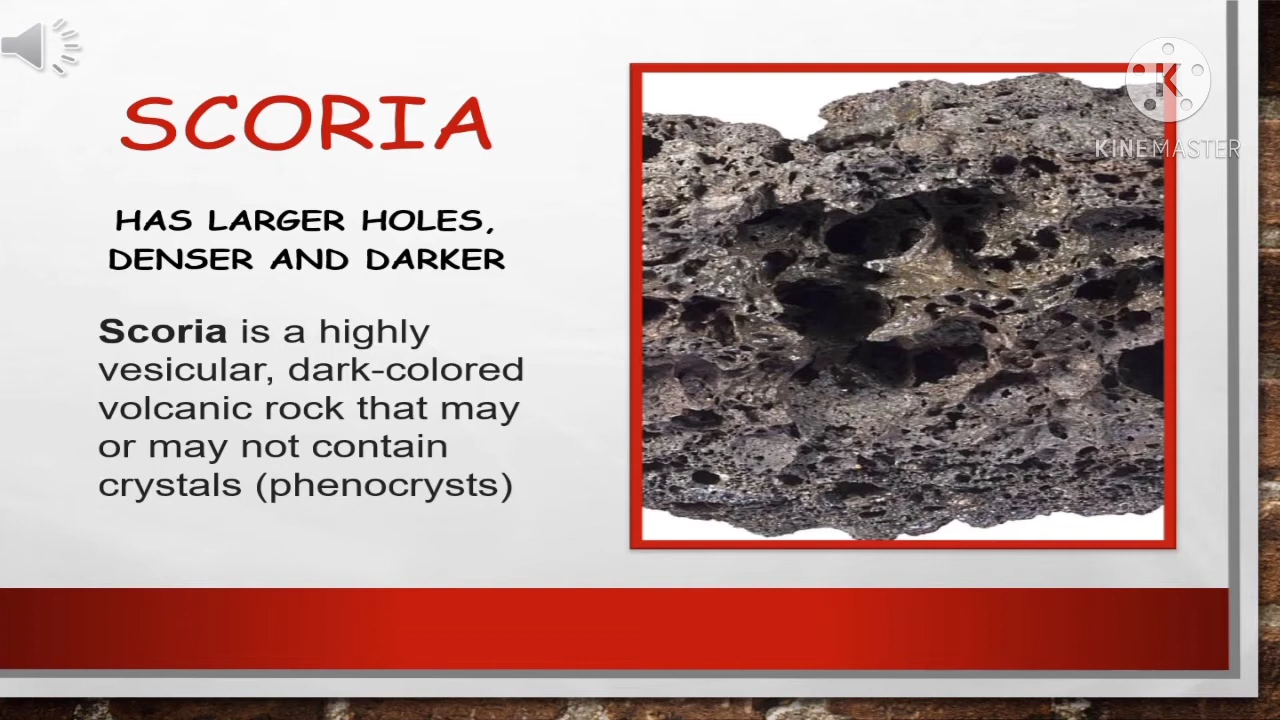 SCORIA
HAS LARGER HOLES,
DENSER AND DARKER
Scoria is a highly
vesicular, dark-colored
volcanic rock that may
or may not contain
crystals (phenocrysts)
K
KINEMASTER